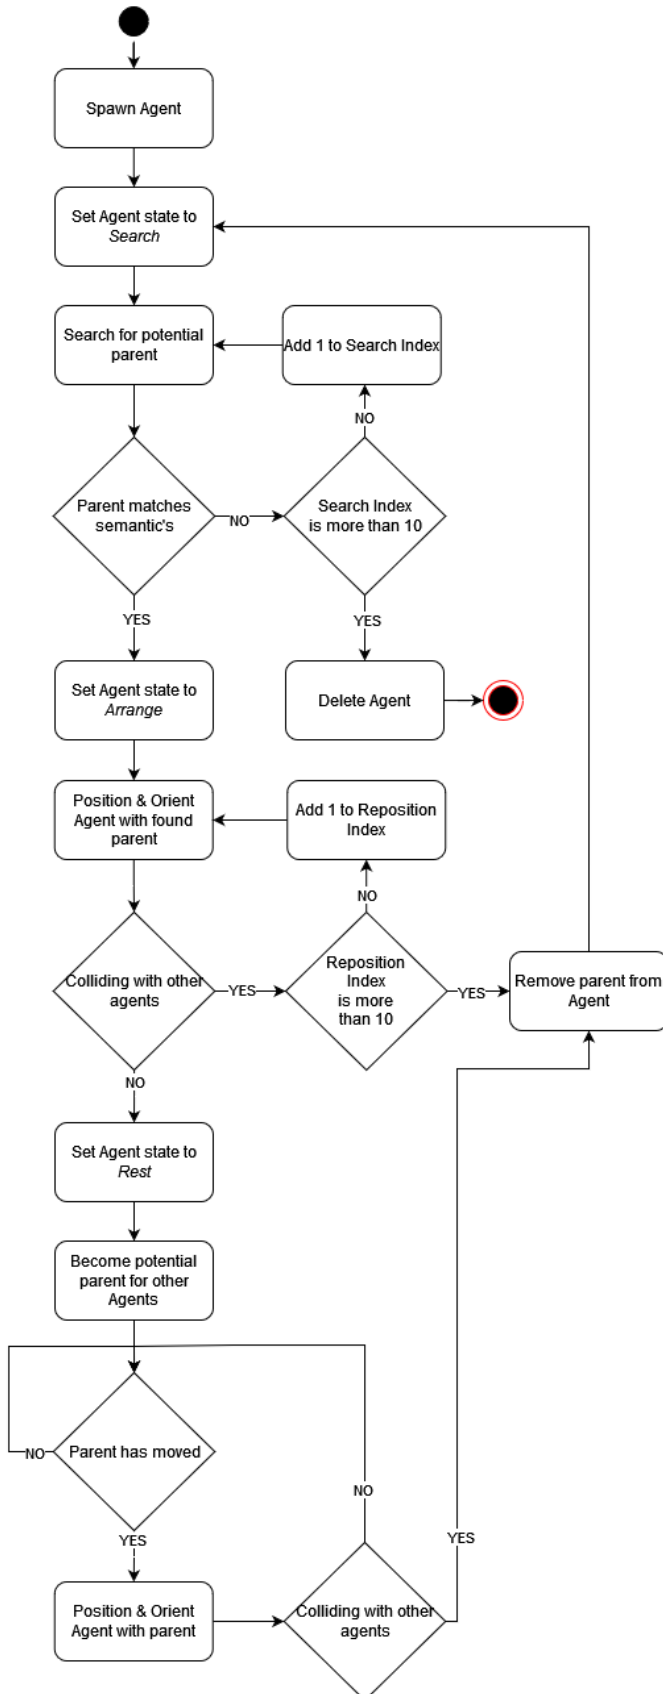 Spawn Agent
Set Agent state to
Search
Search for potential
parent
Add 1 to Search Index
NO
Parent matches
semantic's
NO
Search Index
is more than 10
YES
YES
Set Agent state to
Arrange
Delete Agent
Position & Orient
Agent with found
parent
Add 1 to Reposition
Index
NO
Colliding with other
agents
YES
Reposition
Index
is more
than 10
YES
Remove parent from
Agent
NO
Set Agent state to
Rest
Become potential
parent for other
Agents
Parent has moved
NO
NO
YES
YES
Position & Orient
Agent with parent
Colliding with other
agents